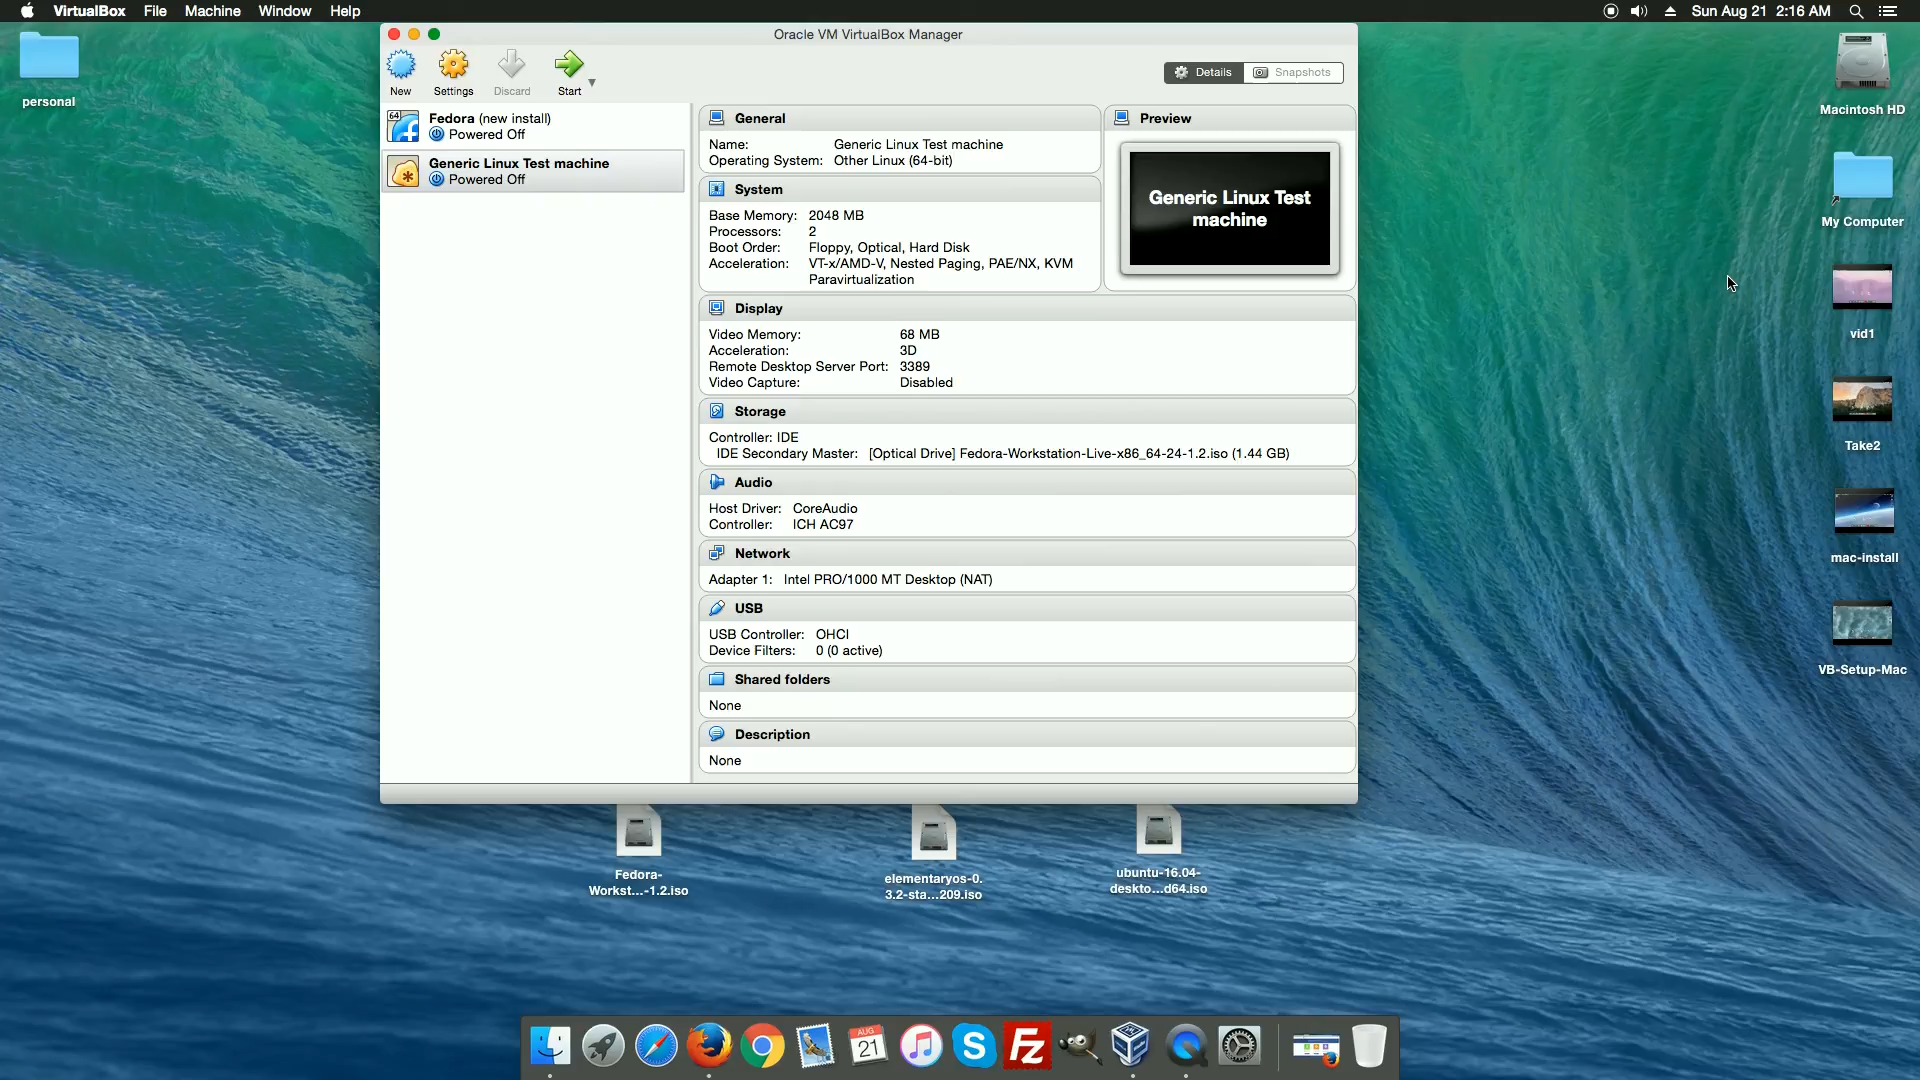 VirtualBox File Machine Window Help
Sun Aug 21 2:16 AM
personal
Oracle VM VirtualBox Manager
New Settings Discard Start
Details Snapshots
64
Fedora (new install)
Powered Off
Generic Linux Test machine
Powered Off
General
Name: Generic Linux Test machine
Operating System: Other Linux (64-bit)
System
Base Memory: 2048 MB
Processors: 2
Boot Order: Floppy, Optical, Hard Disk
Acceleration: VT-x/AMD-V, Nested Paging, PAE/NX, KVM
Paravirtualization
Preview
Generic Linux Test
machine
Display
Video Memory: 68 MB
Acceleration: 3D
Remote Desktop Server Port: 3389
Video Capture: Disabled
Storage
Controller: IDE
IDE Secondary Master: [Optical Drive] Fedora-Workstation-Live-x86_64-24-1.2.iso (1.44 GB)
Audio
Host Driver: CoreAudio
Controller: ICH AC97
Network
Adapter 1: Intel PRO/1000 MT Desktop (NAT)
USB
USB Controller: OHCI
Device Filters: 0 (0 active)
Shared folders
None
Description
None
Macintosh HD
My Computer
vid1
Take2
mac-install
VB-Setup-Mac
Fedora-
Workst...-1.2.iso
elementaryos-0.
3.2-sta...209.iso
ubuntu-16.04-
deskto...d64.iso
AUG
21
S
Fz